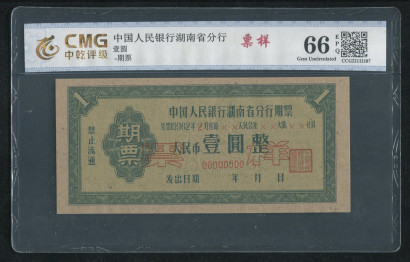 CMG
中乾评级
中国人民银行湖南省分行
壹圆
-期票
票样
66
EPQ
Gem Uncirculated
1
1
中国人民银行湖南省分行期票
禁止流通
期票
票样
00000000
人民币壹圆整
发出日期 年 月 日